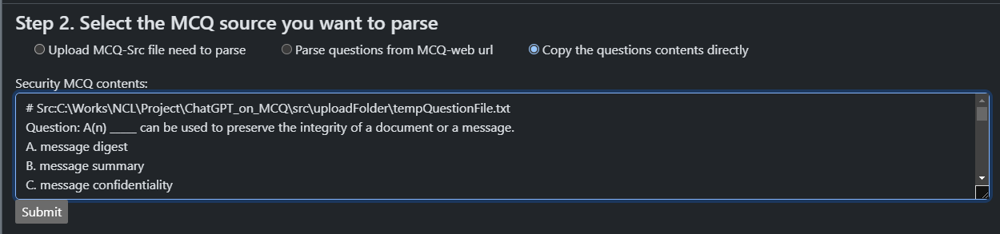 Step 2. Select the MCQ source you want to parse
Upload MCQ-Src file need to parse Parse questions from MCQ-web url Copy the questions contents directly
Security MCQ contents:
# Src:C:\Works\NCL\Project\ChatGPT_on_MCQ\src\uploadFolder\tempQuestionFile.txt
Question: A(n) _____ can be used to preserve the integrity of a document or a message.
A. message digest
B. message summary
C. message confidentiality
Submit